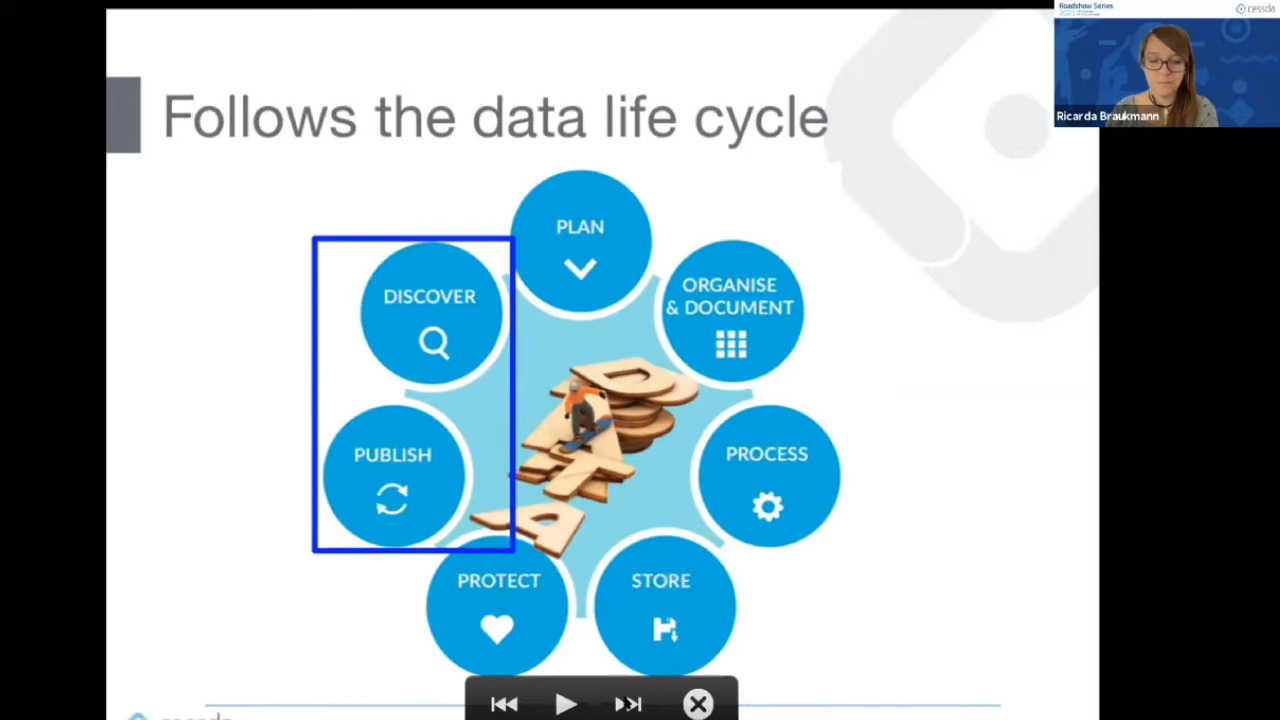 Roadshow Series
cessda
Ricarda Braukmann
Follows the data life cycle
PLAN
DISCOVER
ORGANISE
& DOCUMENT
PUBLISH
PROCESS
PROTECT
STORE
D
A
T
A